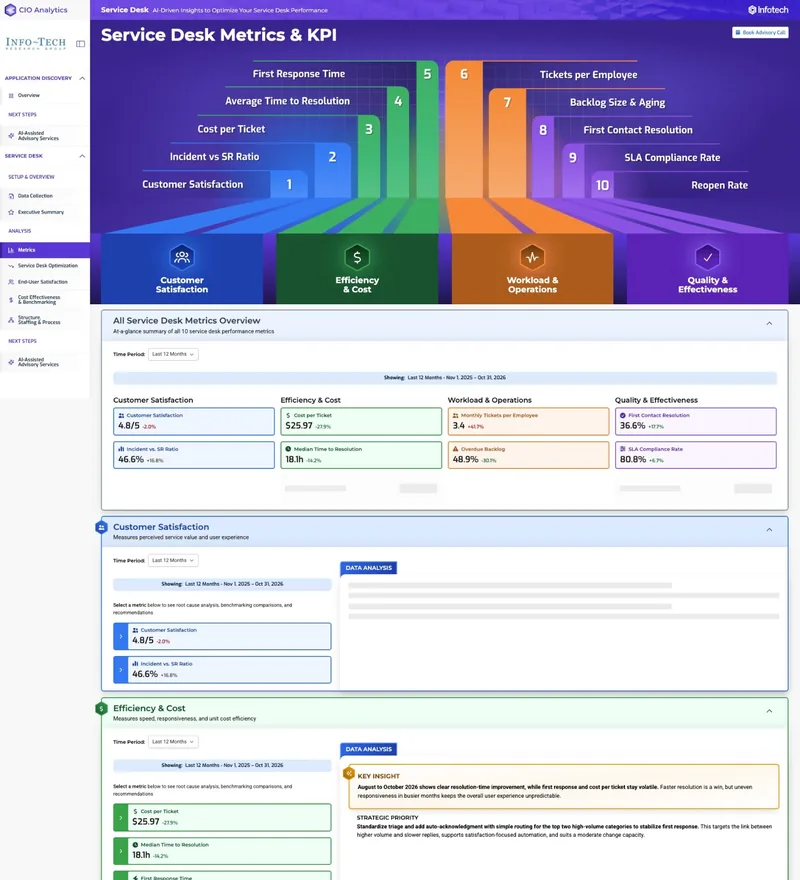 CIO Analytics
Service Desk AI-Driven Insights to Optimize Your Service Desk Performance
Infotech
INFO~TECH
RESEARCH GROUP
Service Desk Metrics & KPI
Book Advisory Call
APPLICATION DISCOVERY
Overview
NEXT STEPS
AI-Assisted
Advisory Services
SERVICE DESK
SETUP & OVERVIEW
Data Collection
Executive Summary
ANALYSIS
Metrics
Service Desk Optimization
End-User Satisfaction
Cost Effectiveness
& Benchmarking
Structure,
Staffing & Process
NEXT STEPS
AI-Assisted
Advisory Services
First Response Time 5
Average Time to Resolution 4
Cost per Ticket 3
Incident vs SR Ratio 2
Customer Satisfaction 1
6 Tickets per Employee
7 Backlog Size & Aging
8 First Contact Resolution
9 SLA Compliance Rate
10 Reopen Rate
Customer
Satisfaction
$
Efficiency
& Cost
Workload &
Operations
Quality &
Effectiveness
All Service Desk Metrics Overview
At-a-glance summary of all 10 service desk performance metrics
Time Period: Last 12 Months
Showing: Last 12 Months - Nov 1, 2025 - Oct 31, 2026
Customer Satisfaction
Customer Satisfaction
4.8/5 -2.0%
Incident vs SR Ratio
46.6% +16.8%
Efficiency & Cost
$ Cost per Ticket
$25.97 -27.9%
Median Time to Resolution
18.1h -14.2%
Workload & Operations
Monthly Tickets per Employee
3.4 +41.7%
Overdue Backlog
48.9% -30.1%
Quality & Effectiveness
First Contact Resolution
36.6% +17.7%
SLA Compliance Rate
80.8% +6.7%
Customer Satisfaction
Measures perceived service value and user experience
Time Period: Last 12 Months
Showing: Last 12 Months - Nov 1, 2025 – Oct 31, 2026
Select a metric below to see root cause analysis, benchmarking comparisons, and
recommendations
Customer Satisfaction
4.8/5 -2.0%
Incident vs. SR Ratio
46.6% +16.8%
DATA ANALYSIS
$
Efficiency & Cost
Measures speed, responsiveness, and unit cost efficiency
Time Period: Last 12 Months
Showing: Last 12 Months - Nov 1, 2025 – Oct 31, 2026
Select a metric below to see root cause analysis, benchmarking comparisons, and
recommendations
$ Cost per Ticket
$25.97 -27.9%
Median Time to Resolution
18.1h -14.2%
First Response Time
DATA ANALYSIS
KEY INSIGHT
August to October 2026 shows clear resolution-time improvement, while first response and cost per ticket stay volatile. Faster resolution is a win, but uneven
responsiveness in busier months keeps the overall user experience unpredictable.
STRATEGIC PRIORITY
Standardize triage and add auto-acknowledgment with simple routing for the top two high-volume categories to stabilize first response. This targets the link between
higher volume and slower replies, supports satisfaction-focused automation, and suits a moderate change capacity.